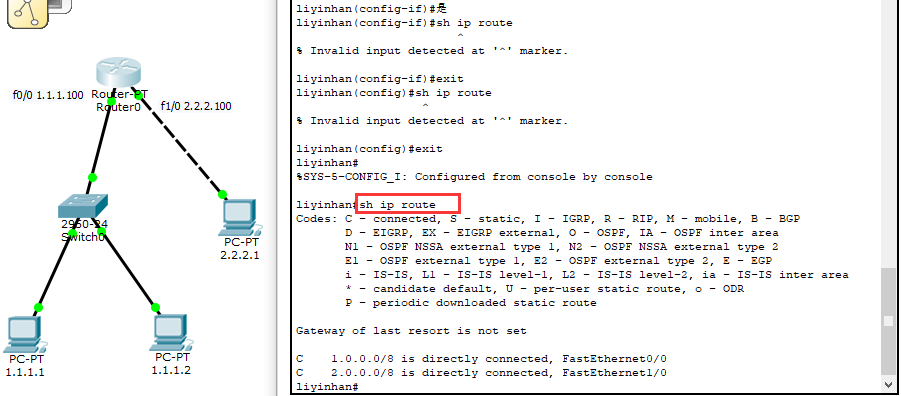 f0/0 1.1.1.100
Router-PT
Router0
f1/0 2.2.2.100
2950-24
Switch0
PC-PT
2.2.2.1
PC-PT
1.1.1.1
PC-PT
1.1.1.2
liyinhan(config-if)#是
liyinhan(config-if)#sh ip route
^
% Invalid input detected at '^' marker.
liyinhan(config-if)#exit
liyinhan(config)#sh ip route
^
% Invalid input detected at '^' marker.
liyinhan(config)#exit
liyinhan#
%SYS-5-CONFIG_I: Configured from console by console
liyinhan#sh ip route
Codes: C - connected, S - static, I - IGRP, R - RIP, M - mobile, B - BGP
D - EIGRP, EX - EIGRP external, O - OSPF, IA - OSPF inter area
N1 - OSPF NSSA external type 1, N2 - OSPF NSSA external type 2
E1 - OSPF external type 1, E2 - OSPF external type 2, E - EGP
i - IS-IS, L1 - IS-IS level-1, L2 - IS-IS level-2, ia - IS-IS inter area
* - candidate default, U - per-user static route, o - ODR
P - periodic downloaded static route
Gateway of last resort is not set
C 1.0.0.0/8 is directly connected, FastEthernet0/0
C 2.0.0.0/8 is directly connected, FastEthernet1/0
liyinhan#